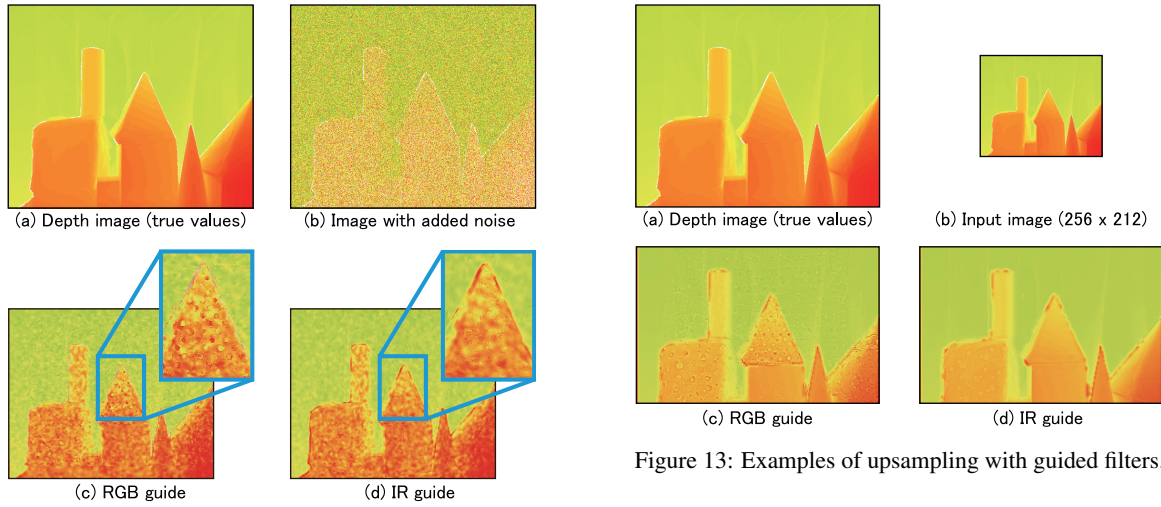 (a) Depth image (true values)
(b) Image with added noise
(c) RGB guide
(d) IR guide
(a) Depth image (true values)
(b) Input image (256 x 212)
(c) RGB guide
(d) IR guide
Figure 13: Examples of upsampling with guided filters.